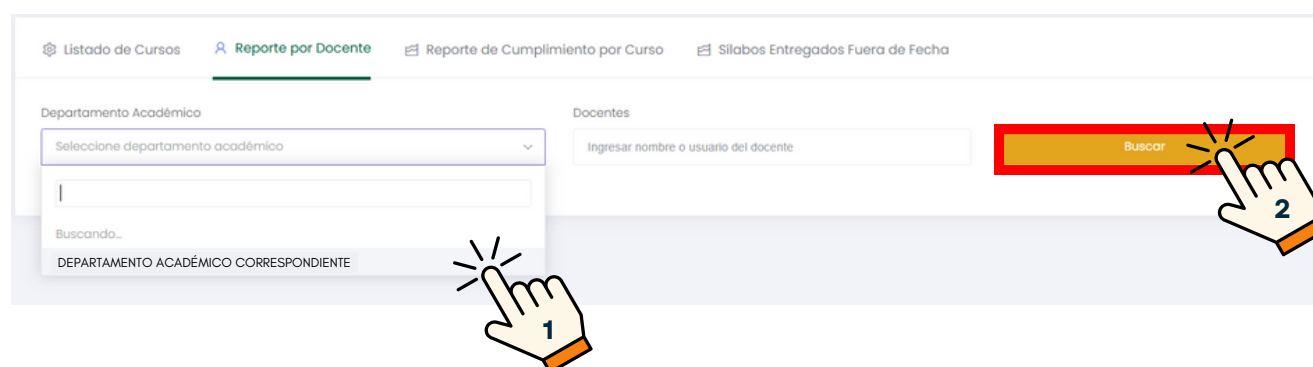 Listado de Cursos Reporte por Docente Reporte de Cumplimiento por Curso Sílabos Entregados Fuera de Fecha
Departamento Académico Docentes
Seleccione departamento académico Ingresar nombre o usuario del docente Buscar
2
Buscando...
DEPARTAMENTO ACADÉMICO CORRESPONDIENTE
1